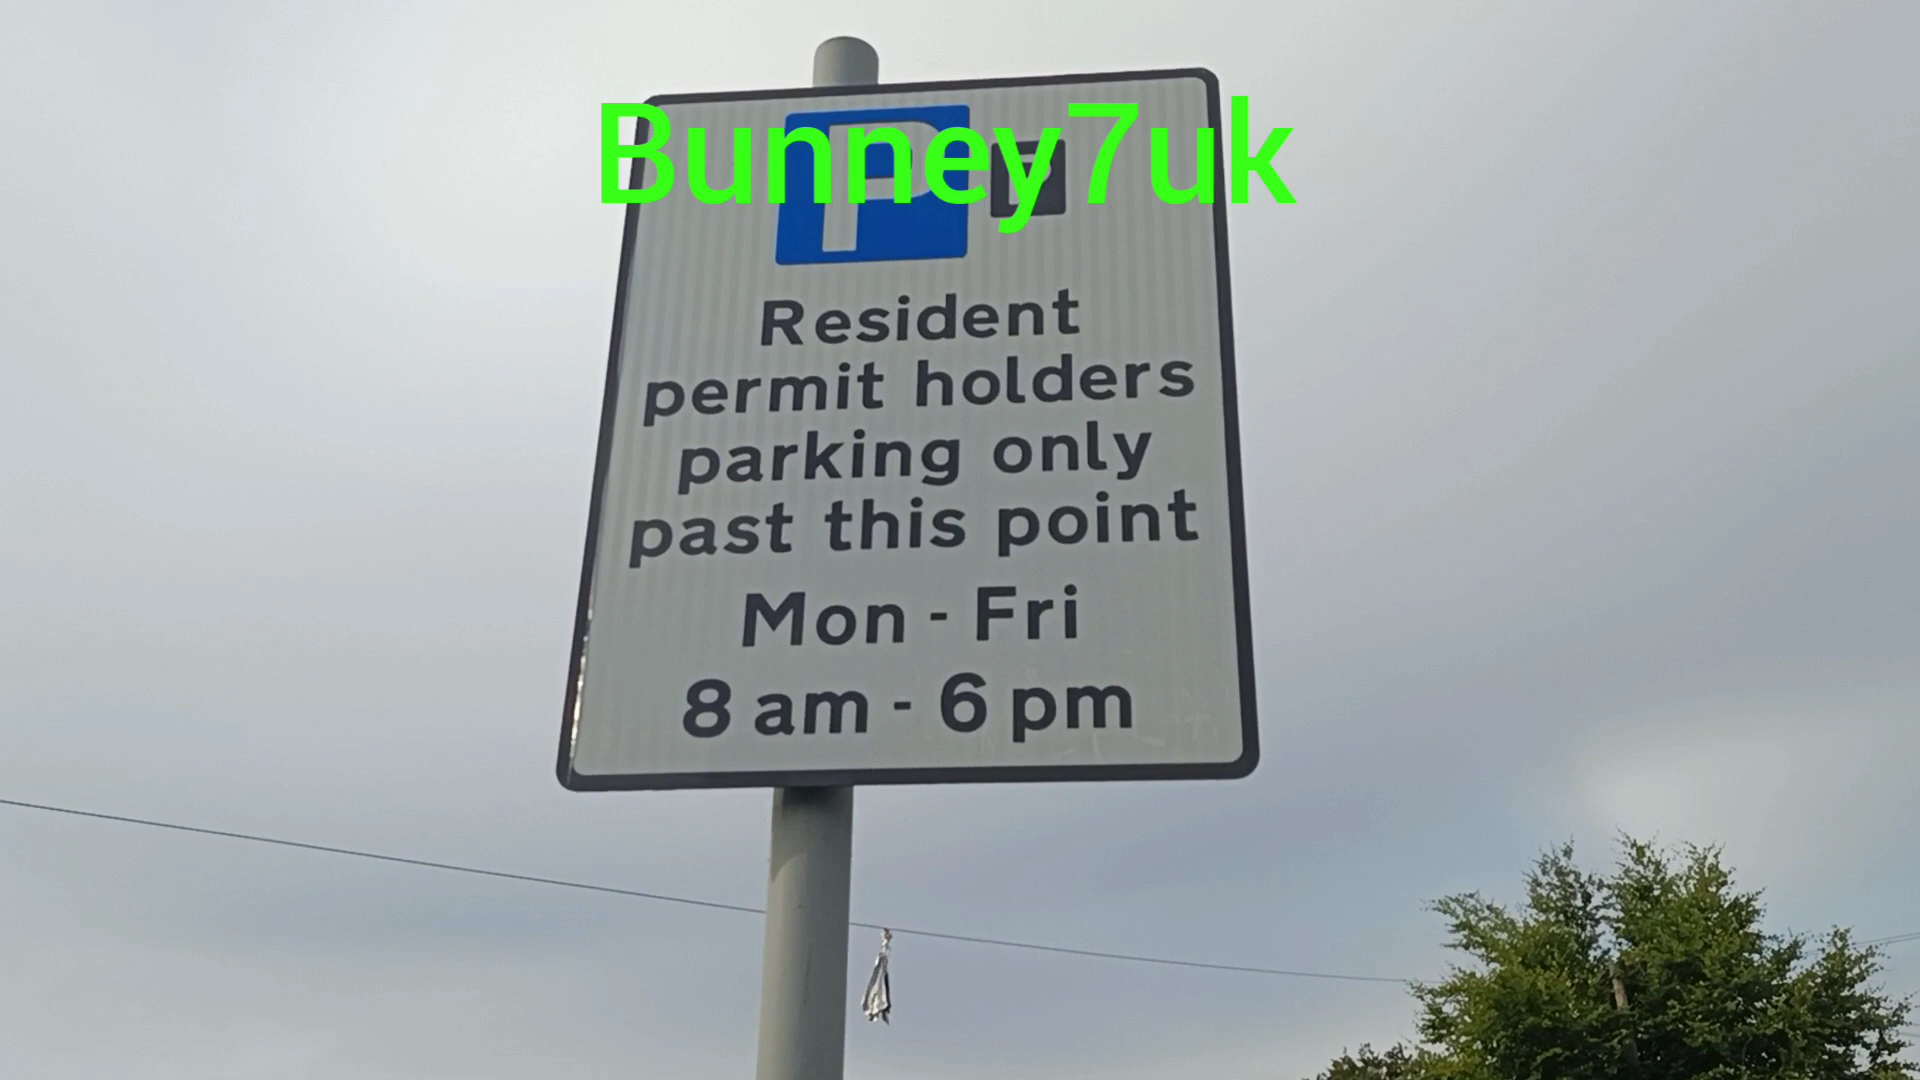 Bunney7uk
P P
Resident
permit holders
parking only
past this point
Mon - Fri
8 am - 6 pm